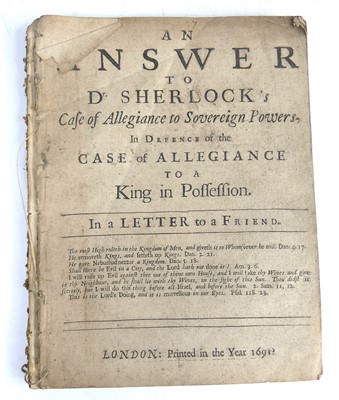 AN
ANSWER
TO
Dr. SHERLOCK's
Case of Allegiance to Sovereign Powers,
In DEFENCE of the
CASE of ALLEGIANCE
TO A
King in Possession.
In a LETTER to a FRIEND.
The most High ruleth in the Kingdom of Men, and giveth it to Whomsoever he will. Dan. 4. 17.
He removeth Kings, and setteth up Kings. Dan. 2. 21.
He gave Nebuchadnezzar a Kingdom. Dan. 5. 18.
Shall there be Evil in a City, and the Lord hath not done it? Am. 3. 6.
I will raise up Evil against thee out of thine own House, and I will take thy Wives and give
to thy Neighbour, and he shall lie with thy Wives, in the sight of this Sun. Thou didst it
secretly, but I will do this thing before all Israel, and before the Sun. 2. Sam. 11, 12.
This is the Lord's Doing, and it is marvellous in our Eyes. Psal. 118. 23.
LONDON: Printed in the Year 1691.